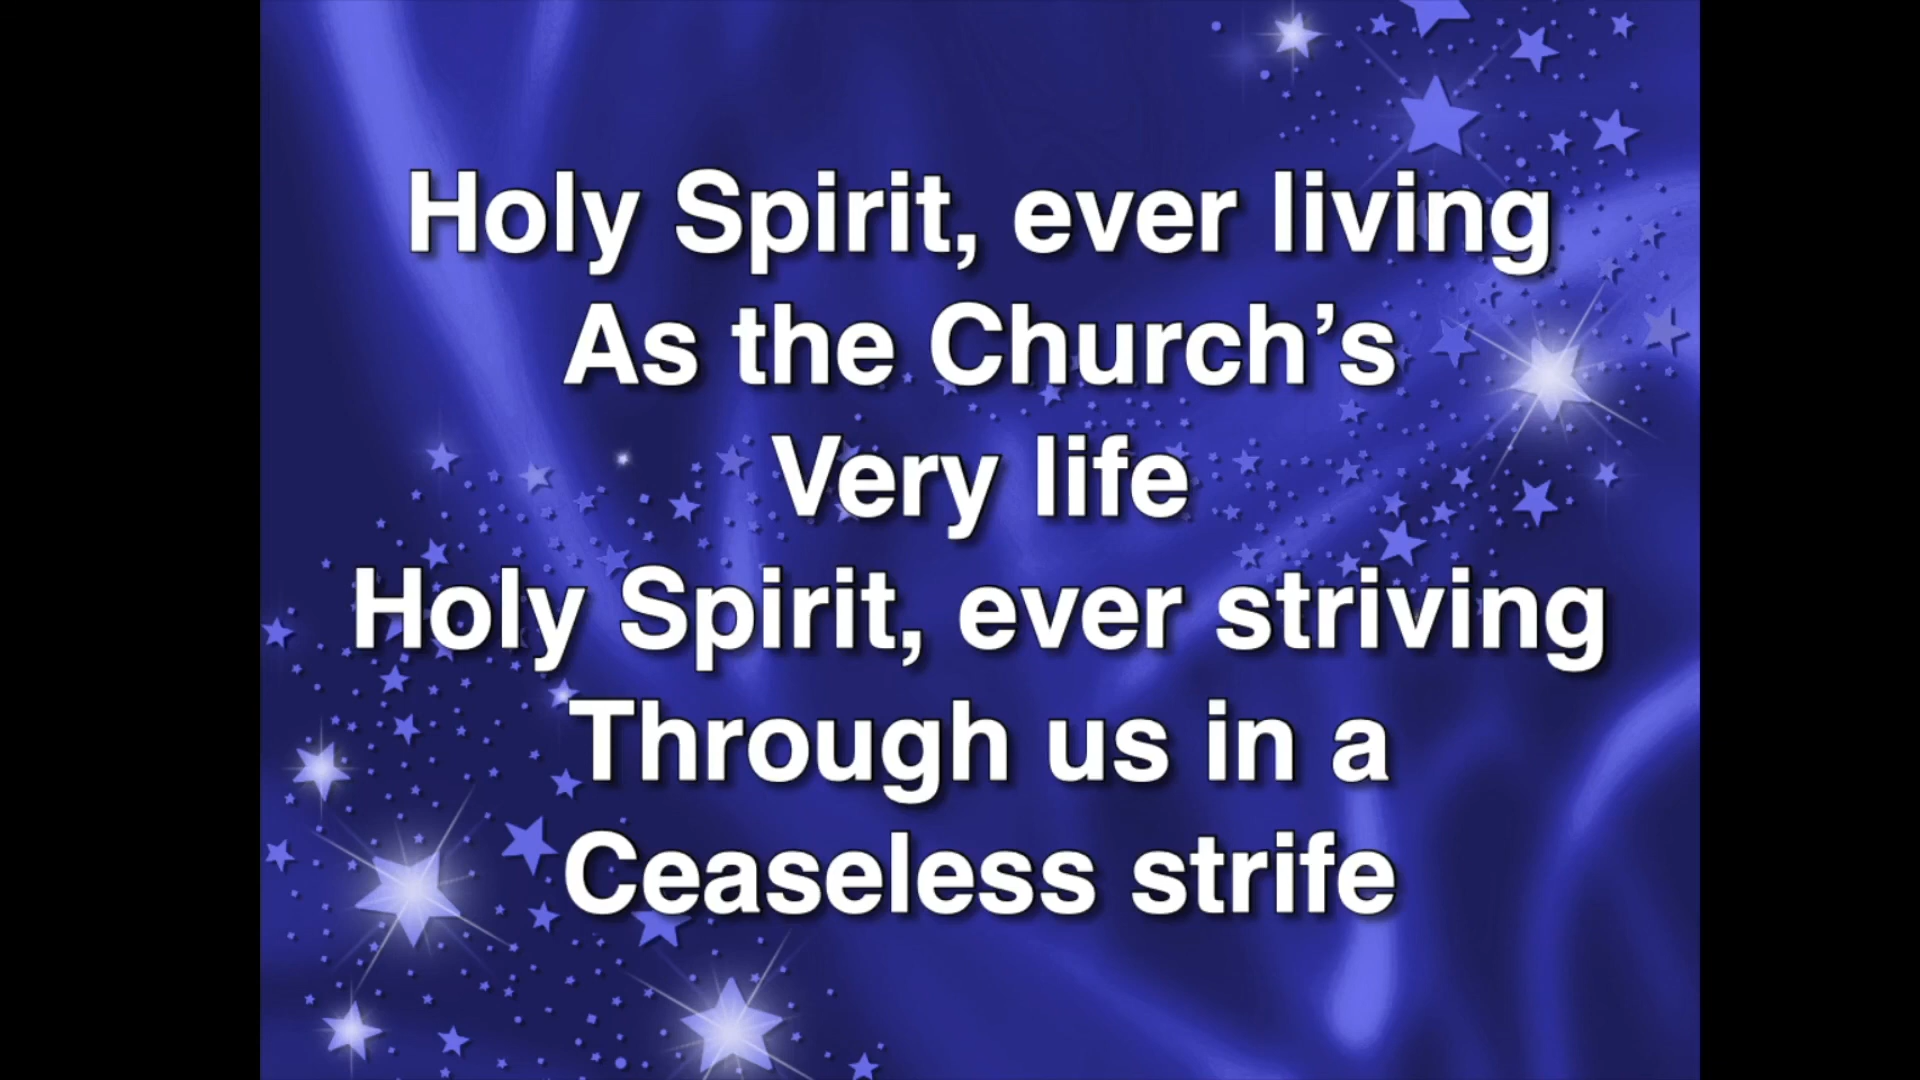 Holy Spirit, ever living
As the Church’s
Very life
Holy Spirit, ever striving
Through us in a
Ceaseless strife